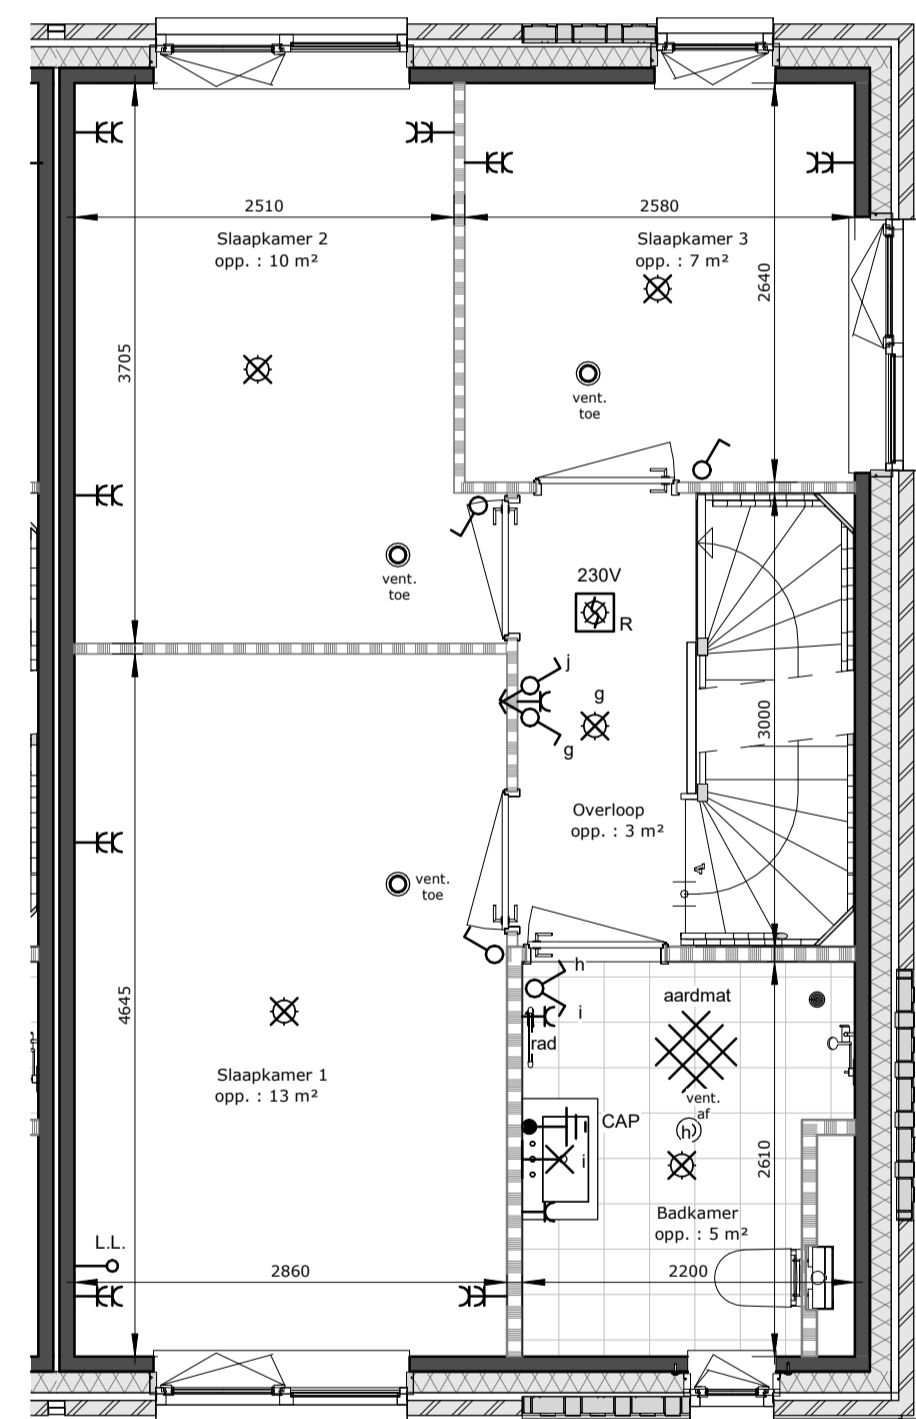 2510
Slaapkamer 2
opp. : 10 m²
2580
Slaapkamer 3
opp. : 7 m²
2640
3705
vent.
toe
vent.
toe
230V
R
j
g
g
3000
Overloop
opp. : 3 m²
vent.
toe
4645
Slaapkamer 1
opp. : 13 m²
h
i
rad
aardmat
vent.
af
h
CAP
i
2610
Badkamer
opp. : 5 m²
L.L.
2860
2200